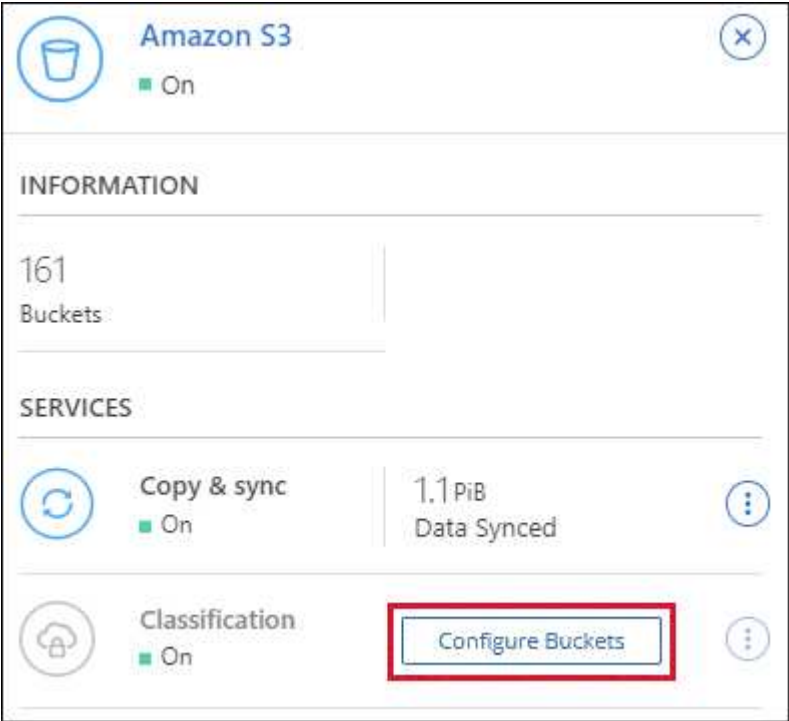 Amazon S3
On
INFORMATION
161
Buckets
SERVICES
Copy & sync
On
1.1 PiB
Data Synced
Classification
On
Configure Buckets